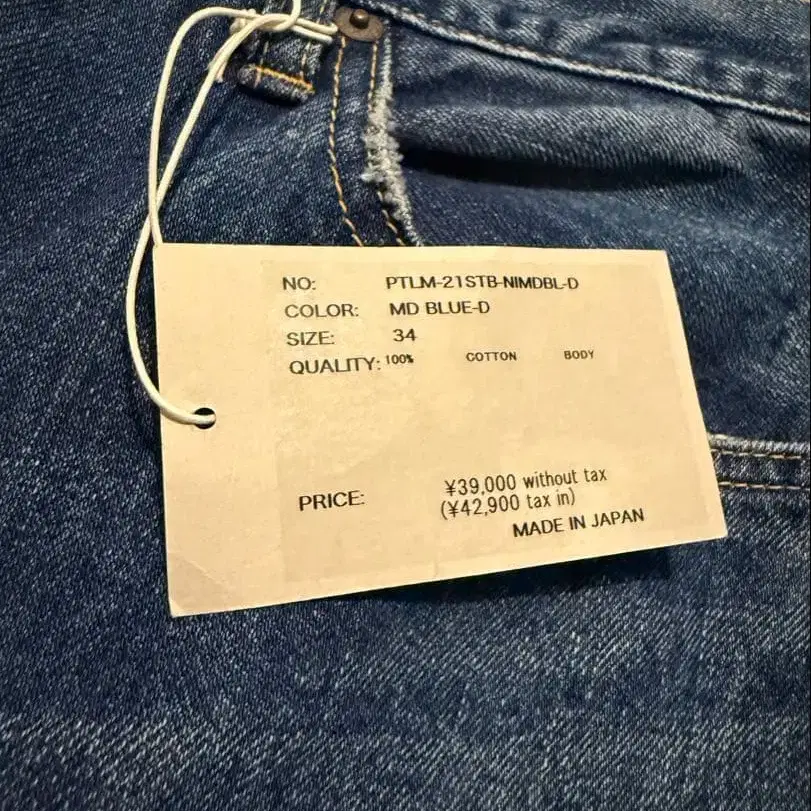 NO: PTLM-21STB-NIMDBL-D
COLOR: MD BLUE-D
SIZE: 34
QUALITY: 100% COTTON BODY
PRICE: ¥39,000 without tax
(¥42,900 tax in)
MADE IN JAPAN